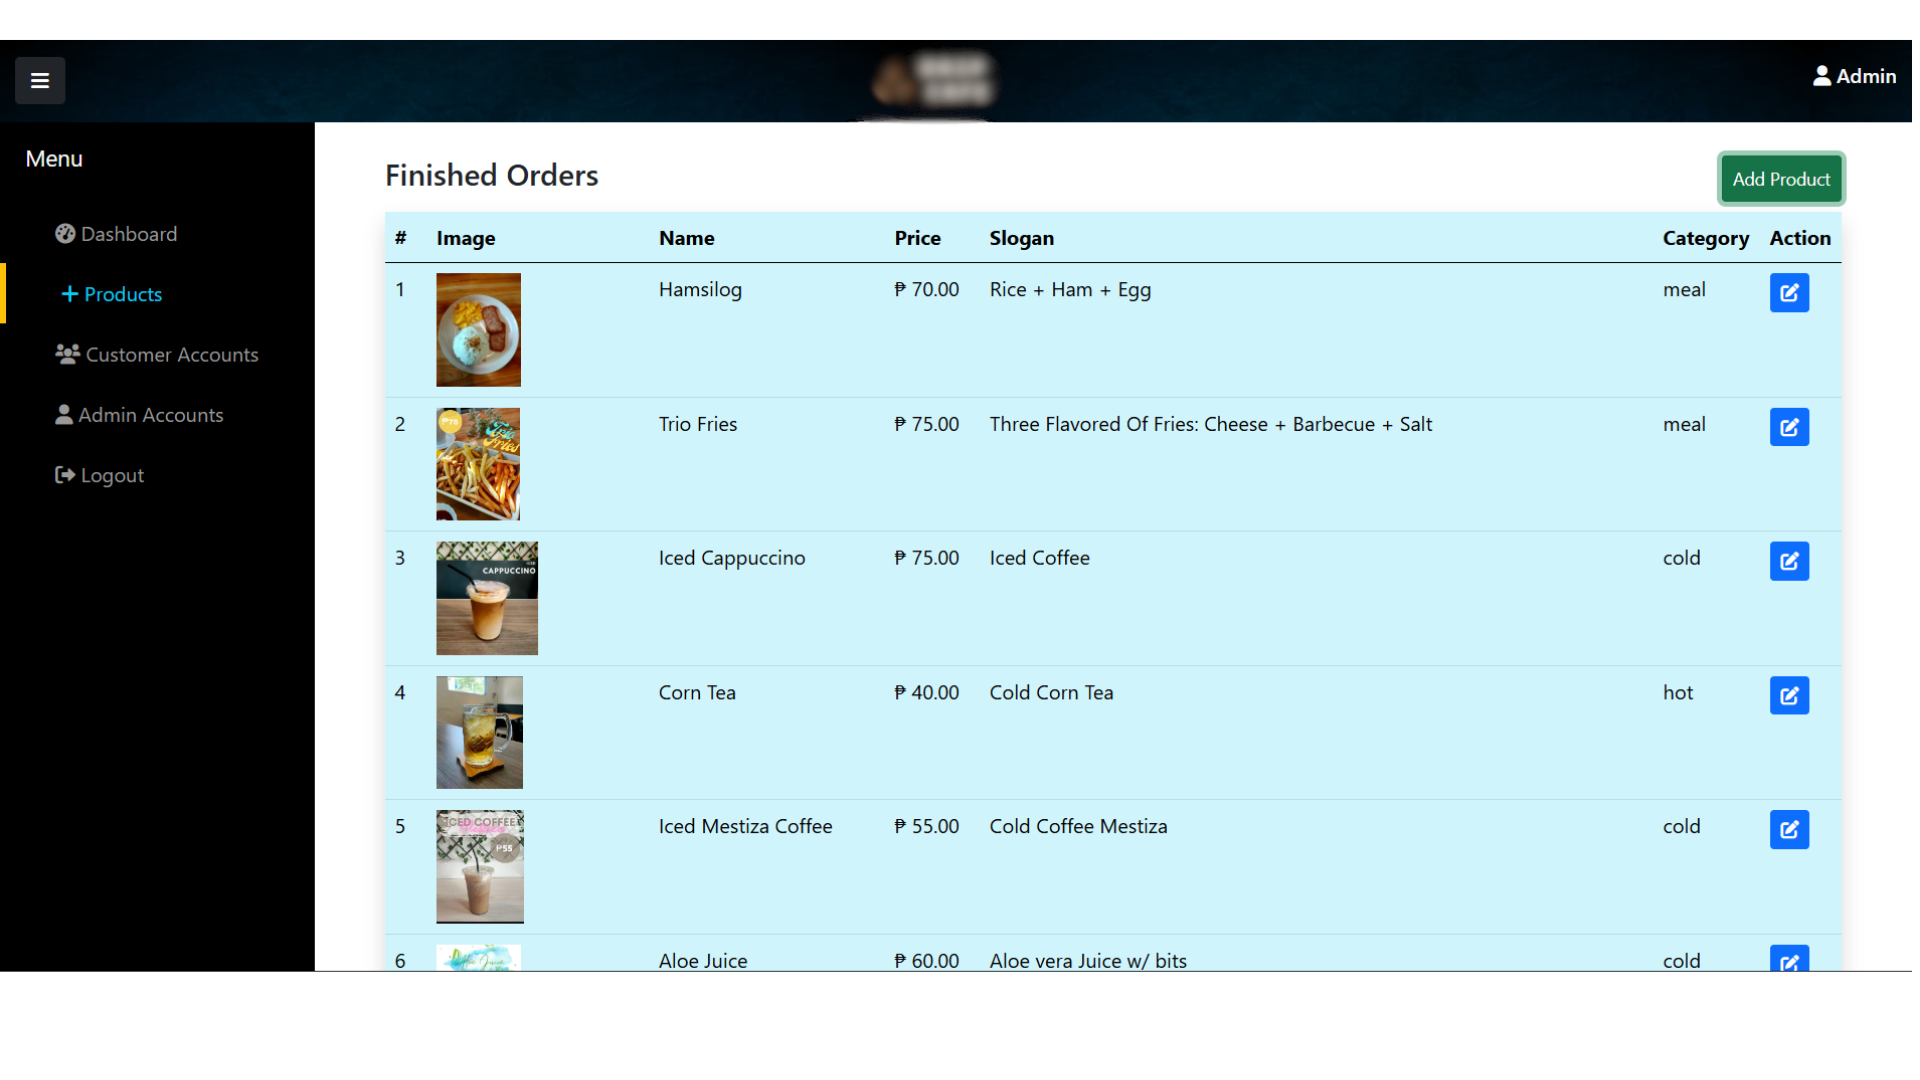 Admin
Menu
Dashboard
Products
Customer Accounts
Admin Accounts
Logout
Finished Orders
Add Product
# Image Name Price Slogan Category Action
1 Hamsilog ₱ 70.00 Rice + Ham + Egg meal
2 Trio Fries ₱ 75.00 Three Flavored Of Fries: Cheese + Barbecue + Salt meal
₱75
Trio
Fries
3 Iced Cappuccino ₱ 75.00 Iced Coffee cold
CAPPUCCINO
4 Corn Tea ₱ 40.00 Cold Corn Tea hot
5 Iced Mestiza Coffee ₱ 55.00 Cold Coffee Mestiza cold
ICED COFFEE
₱55
6 Aloe Juice ₱ 60.00 Aloe vera Juice w/ bits cold